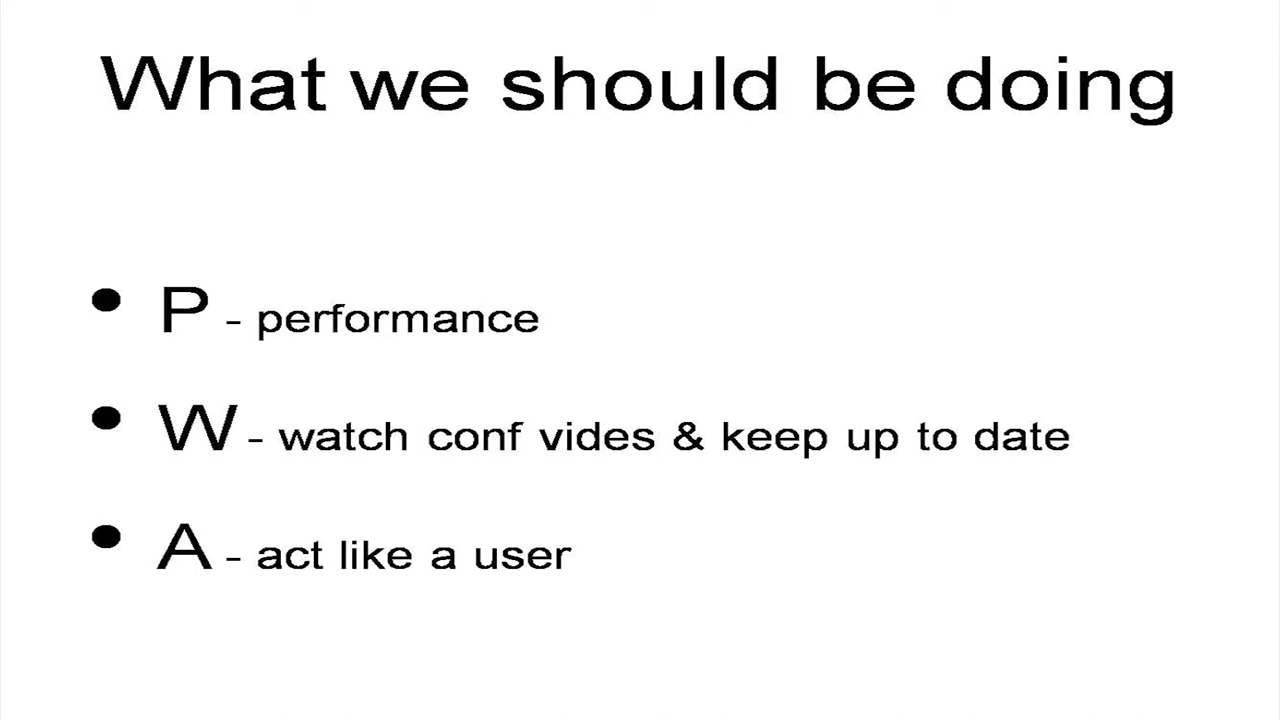 What we should be doing
• P - performance
• W - watch conf vides & keep up to date
• A - act like a user